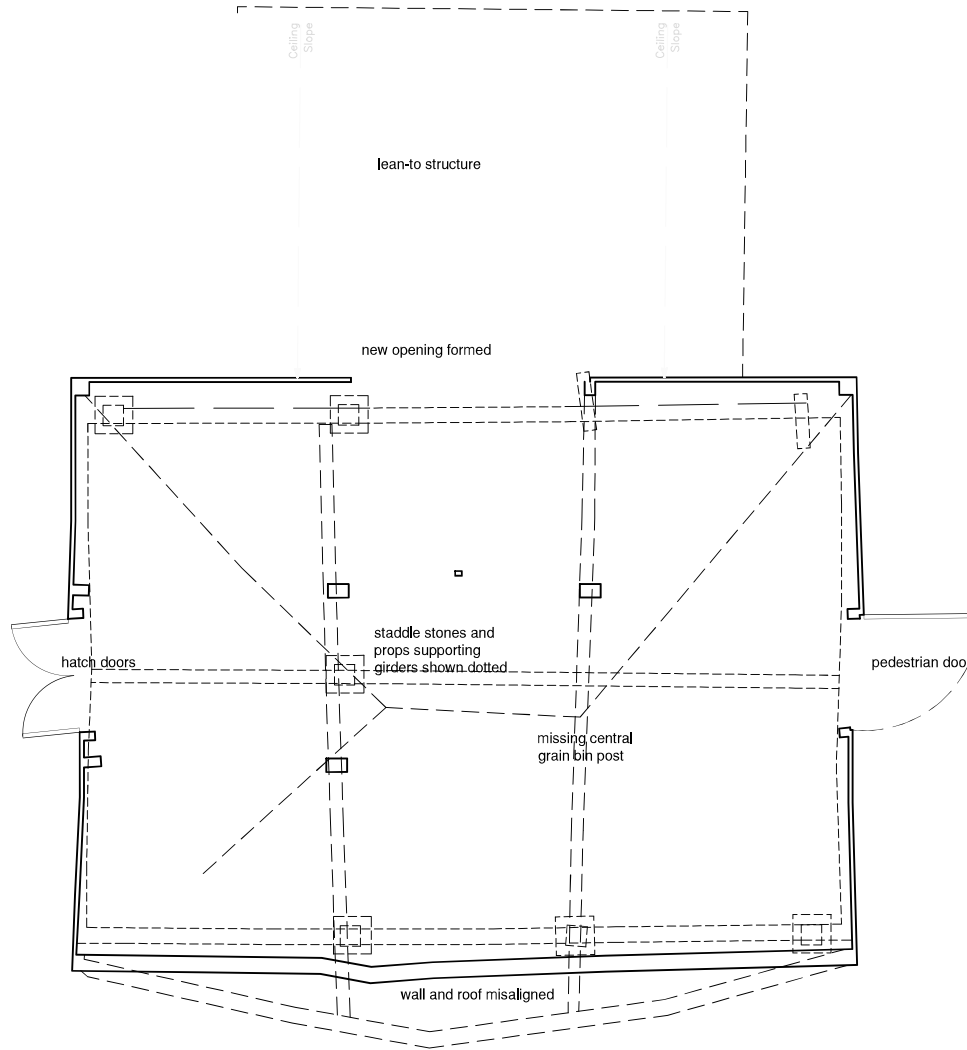 Ceiling
Slope
Ceiling
Slope
lean-to structure
new opening formed
staddle stones and
props supporting
girders shown dotted
hatch doors
pedestrian doo
missing central
grain bin post
wall and roof misaligned